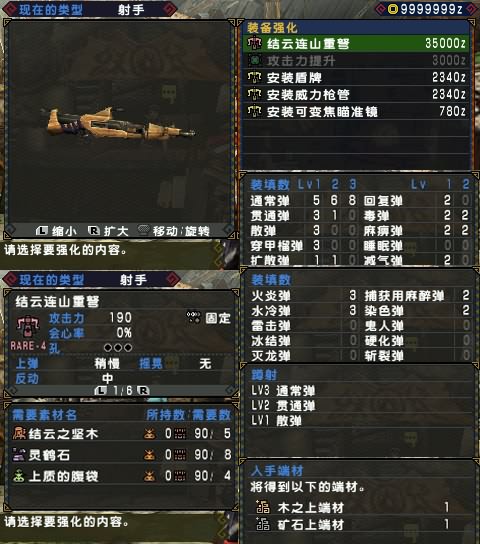 现在的类型 射手
9999999z
装备强化
结云连山重弩 35000z
攻击力提升 3000z
安装盾牌 2340z
安装威力枪管 2340z
安装可变焦瞄准镜 780z
L 缩小 R 扩大 移动/旋转
请选择要强化的内容。
装填数 Lv1 2 3 Lv 1 2
通常弹 5 6 8 回复弹 2 0
贯通弹 3 1 0 毒弹 2 0
散弹 3 1 0 麻痹弹 2 2
穿甲榴弹 3 0 睡眠弹 0 0
扩散弹 1 1 0 减气弹 2 0
现在的类型 射手
结云连山重弩
攻击力 190 固定
会心率 0%
RARE-4 孔 ●●●
上弹 稍慢 摇晃 无
反动 中
L 1/6 R
需要素材名 所持数/需要数
结云之坚木 0 90/ 5
灵鹤石 0 90/ 8
上质的腹袋 0 90/ 4
请选择要强化的内容。
装填数
火炎弹 3 捕获用麻醉弹 2
水冷弹 3 染色弹 2
雷击弹 鬼人弹
冰结弹 硬化弹
灭龙弹 斩裂弹
蹲射
LV3 通常弹
LV2 贯通弹
LV1 散弹
入手端材
将得到以下的端材。
木之上端材 1
矿石上端材 1